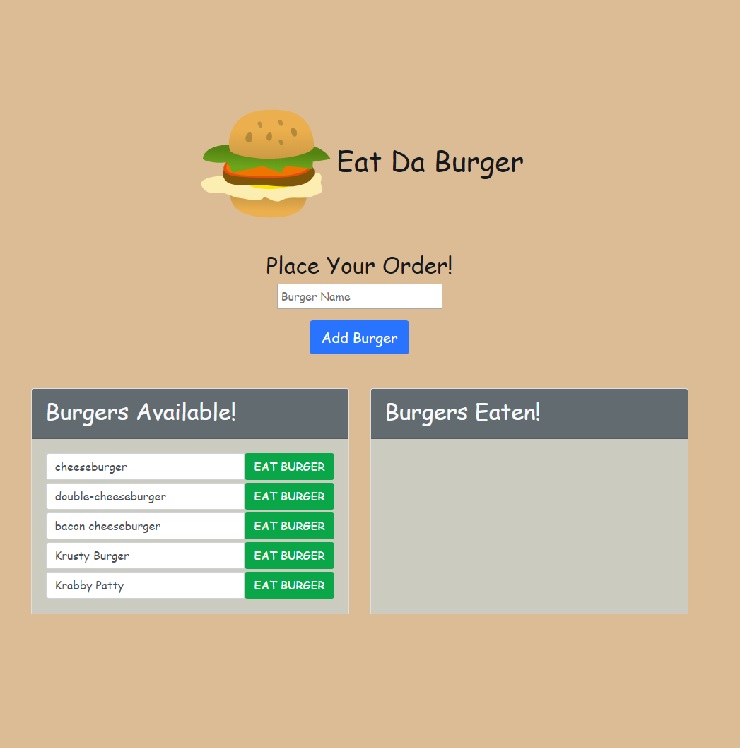 Eat Da Burger
Place Your Order!
Burger Name
Add Burger
Burgers Available!
cheeseburger EAT BURGER
double-cheeseburger EAT BURGER
bacon cheeseburger EAT BURGER
Krusty Burger EAT BURGER
Krabby Patty EAT BURGER
Burgers Eaten!